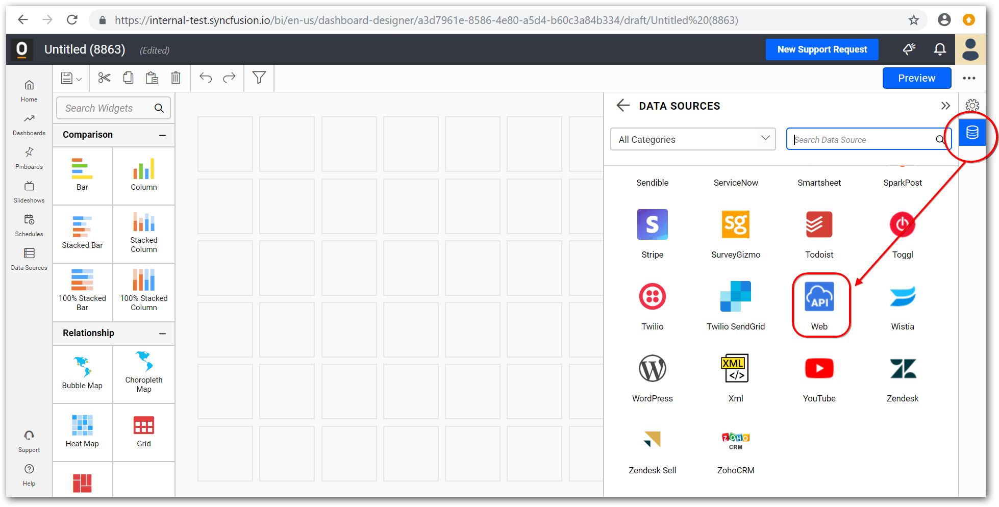 https://internal-test.syncfusion.io/bi/en-us/dashboard-designer/a3d7961e-8586-4e80-a5d4-b60c3a84b334/draft/Untitled%20(8863)
Untitled (8863) (Edited)
New Support Request
Preview
Home
Dashboards
Pinboards
Slideshows
Schedules
Data Sources
Support
Help
Search Widgets
Comparison
Bar
Column
Stacked Bar
Stacked
Column
100% Stacked
Bar
100% Stacked
Column
Relationship
Bubble Map
Choropleth
Map
Heat Map
Grid
DATA SOURCES
All Categories
Search Data Source
Sendible
ServiceNow
Smartsheet
SparkPost
S
sg
Stripe
SurveyGizmo
Todoist
Toggl
API
Twilio
Twilio SendGrid
Web
Wistia
W
XML
</>
WordPress
Xml
YouTube
Zendesk
ZOHO
CRM
Zendesk Sell
ZohoCRM